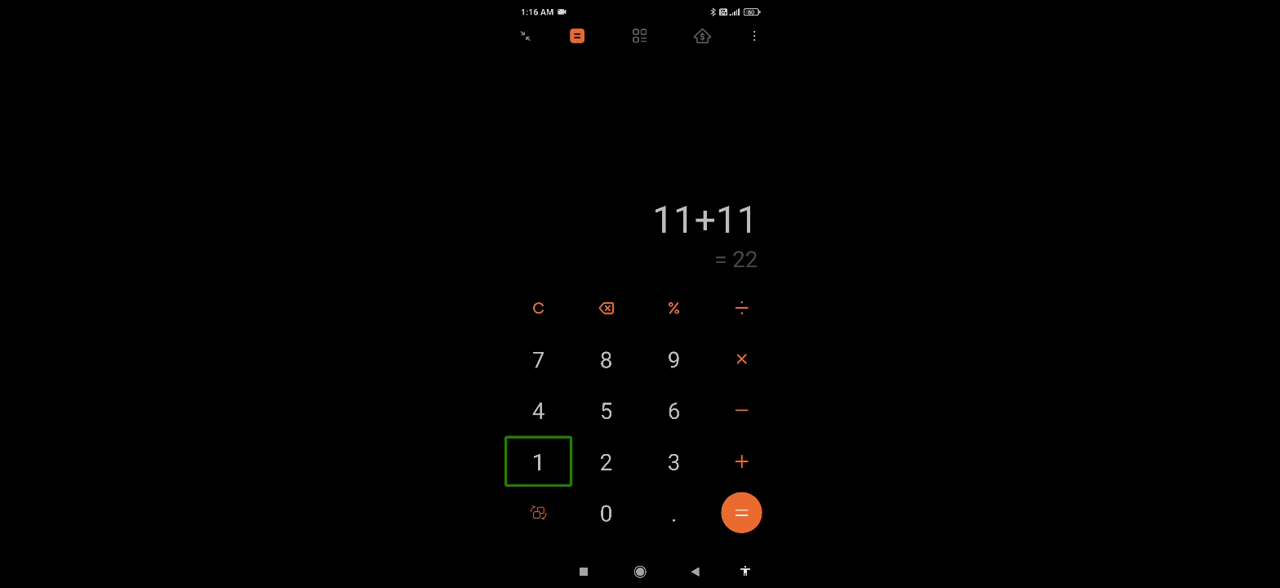 1:16 AM
11+11
= 22
C % ÷
7 8 9 ×
4 5 6 −
1 2 3 +
0 . =